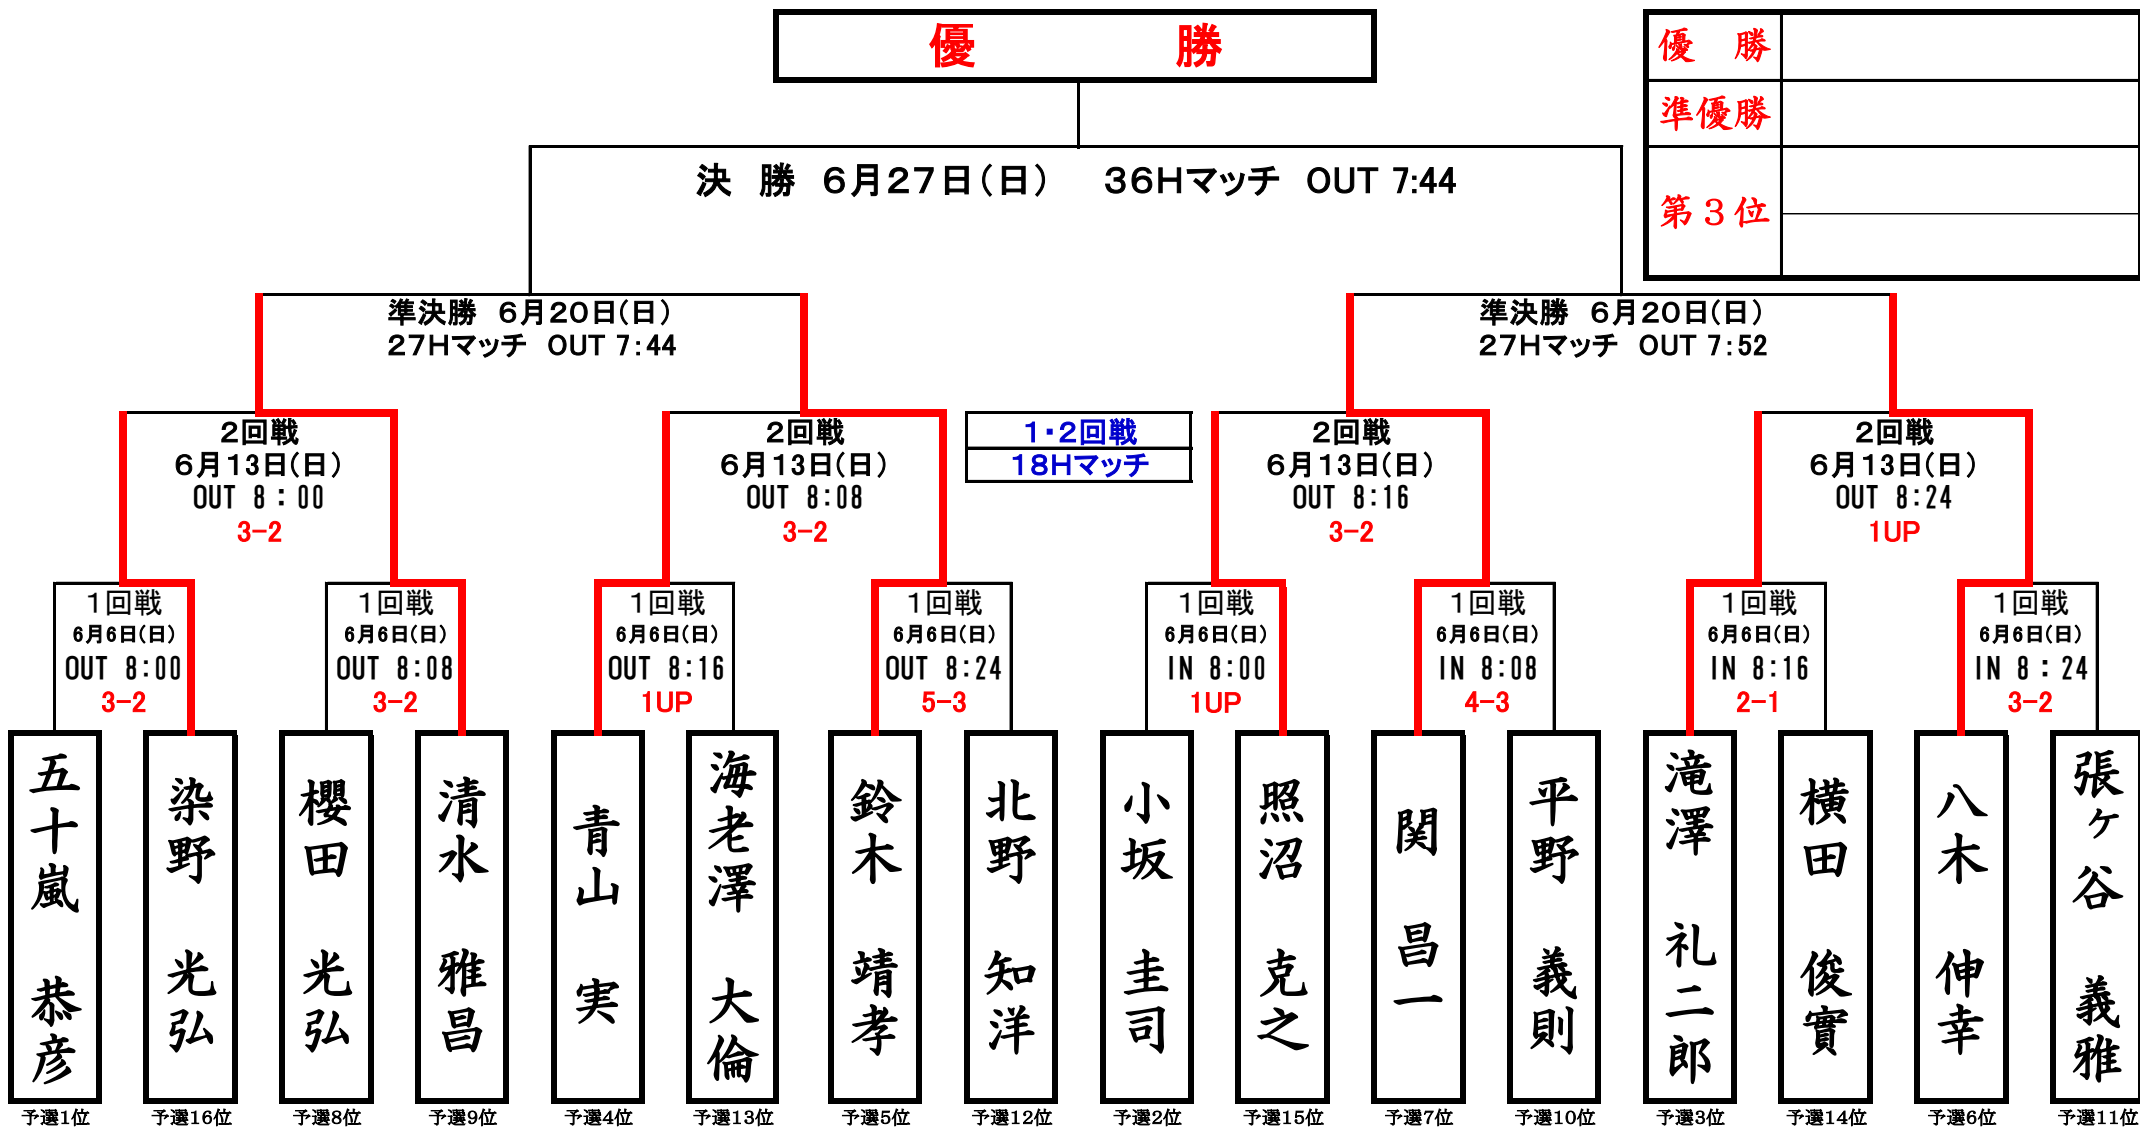 優 勝
優 勝
準優勝
第3位
決 勝 6月27日(日) 36Hマッチ OUT 7:44
準決勝 6月20日(日)
27Hマッチ OUT 7:44
準決勝 6月20日(日)
27Hマッチ OUT 7:52
2回戦
6月13日(日)
OUT 8:00
3-2
2回戦
6月13日(日)
OUT 8:08
3-2
1・2回戦
18Hマッチ
2回戦
6月13日(日)
OUT 8:16
3-2
2回戦
6月13日(日)
OUT 8:24
1UP
1回戦
6月6日(日)
OUT 8:00
3-2
1回戦
6月6日(日)
OUT 8:08
3-2
1回戦
6月6日(日)
OUT 8:16
1UP
1回戦
6月6日(日)
OUT 8:24
5-3
1回戦
6月6日(日)
IN 8:00
1UP
1回戦
6月6日(日)
IN 8:08
4-3
1回戦
6月6日(日)
IN 8:16
2-1
1回戦
6月6日(日)
IN 8:24
3-2
五十嵐 恭彦
染野 光弘
櫻田 光弘
清水 雅昌
青山 実
海老澤 大倫
鈴木 靖孝
北野 知洋
小坂 圭司
照沼 克之
関 昌一
平野 義則
滝澤 礼二郎
横田 俊實
八木 伸幸
張ヶ谷 義雅
予選1位
予選16位
予選8位
予選9位
予選4位
予選13位
予選5位
予選12位
予選2位
予選15位
予選7位
予選10位
予選3位
予選14位
予選6位
予選11位